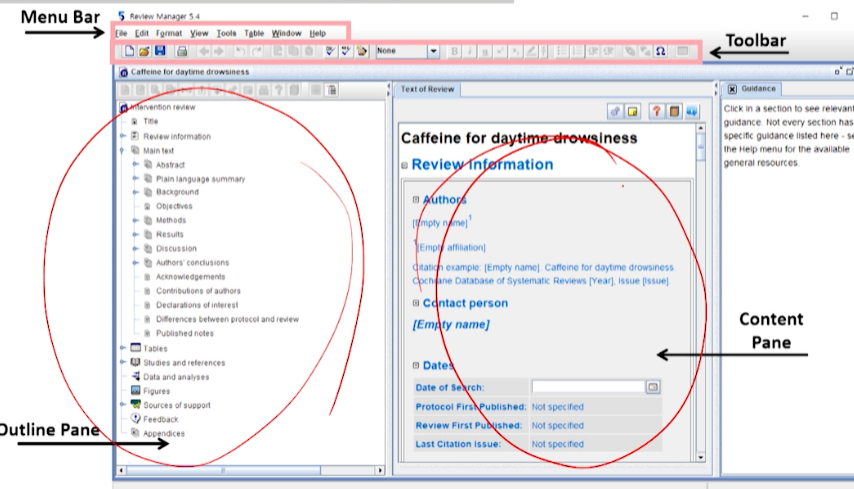 Menu Bar
5 Review Manager 5.4
File Edit Format View Tools Table Window Help
None
Toolbar
Caffeine for daytime drowsiness
Intervention review
Title
Review information
Main text
Abstract
Plain language summary
Background
Objectives
Methods
Results
Discussion
Authors' conclusions
Acknowledgements
Contributions of authors
Declarations of interest
Differences between protocol and review
Published notes
Tables
Studies and references
Data and analyses
Figures
Sources of support
Feedback
Appendices
Outline Pane
Text of Review
Caffeine for daytime drowsiness
Review information
Authors
[Empty name]1
1[Empty affiliation]
Citation example: [Empty name]. Caffeine for daytime drowsiness.
Cochrane Database of Systematic Reviews [Year], Issue [Issue].
Contact person
[Empty name]
Dates
Date of Search:
Protocol First Published: Not specified
Review First Published: Not specified
Last Citation Issue: Not specified
Guidance
Click in a section to see relevant
guidance. Not every section has
specific guidance listed here - se
the Help menu for the available
general resources.
Content
Pane